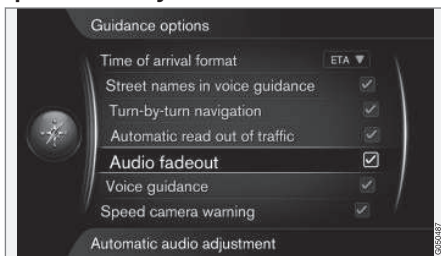 Guidance options
Time of arrival format ETA ▼
Street names in voice guidance
Turn-by-turn navigation
Automatic read out of traffic
Audio fadeout
Voice guidance
Speed camera warning
Automatic audio adjustment
G050487